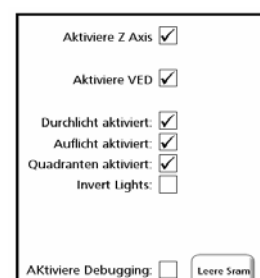 Aktiviere Z Axis
Aktiviere VED
Durchlicht aktiviert:
Auflicht aktiviert:
Quadranten aktiviert:
Invert Lights:
AKtiviere Debugging:
Leere Sram